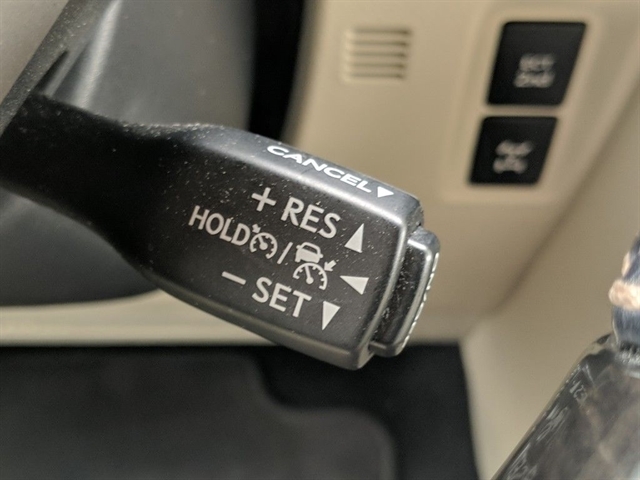 CANCEL
+ RES
HOLD /
- SET